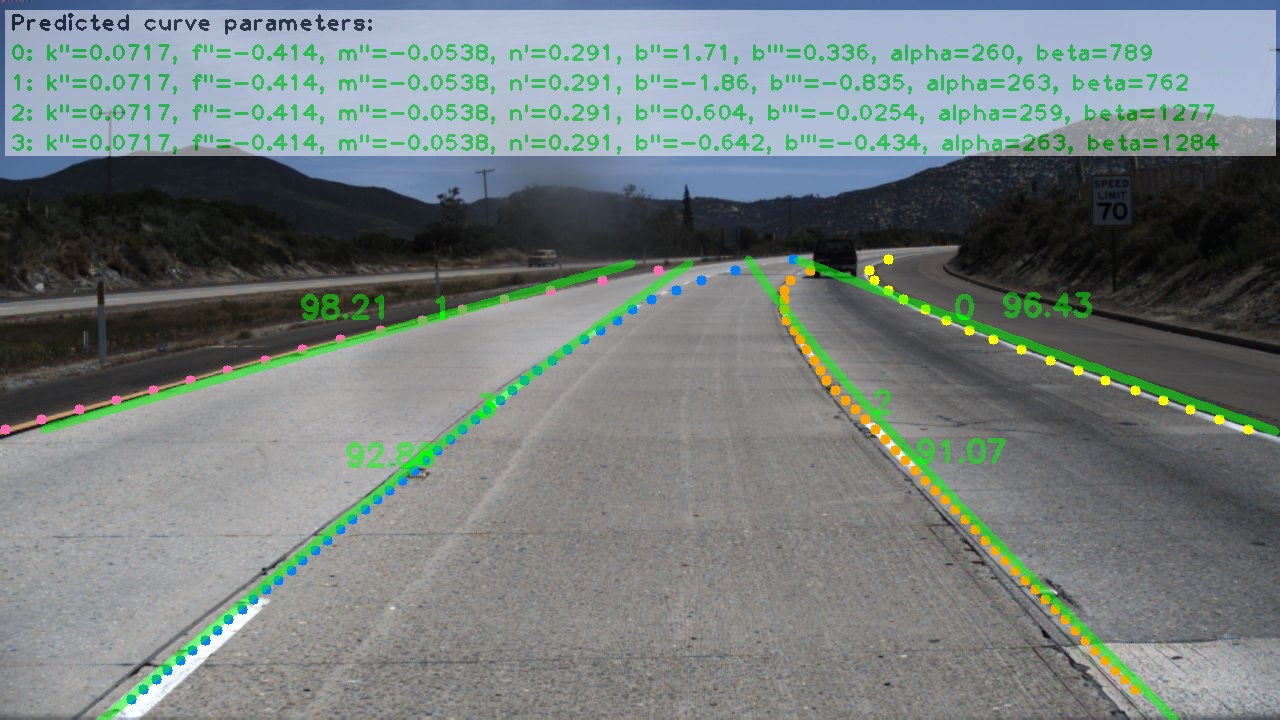 Predicted curve parameters:
0: k''=0.0717, f''=-0.414, m''=-0.0538, n'=0.291, b''=1.71, b'''=0.336, alpha=260, beta=789
1: k''=0.0717, f''=-0.414, m''=-0.0538, n'=0.291, b''=-1.86, b'''=-0.835, alpha=263, beta=762
2: k''=0.0717, f''=-0.414, m''=-0.0538, n'=0.291, b''=0.604, b'''=-0.0254, alpha=259, beta=1277
3: k''=0.0717, f''=-0.414, m''=-0.0538, n'=0.291, b''=-0.642, b'''=-0.434, alpha=263, beta=1284
SPEED
LIMIT
70
98.21 1
0 96.43
2
91.07